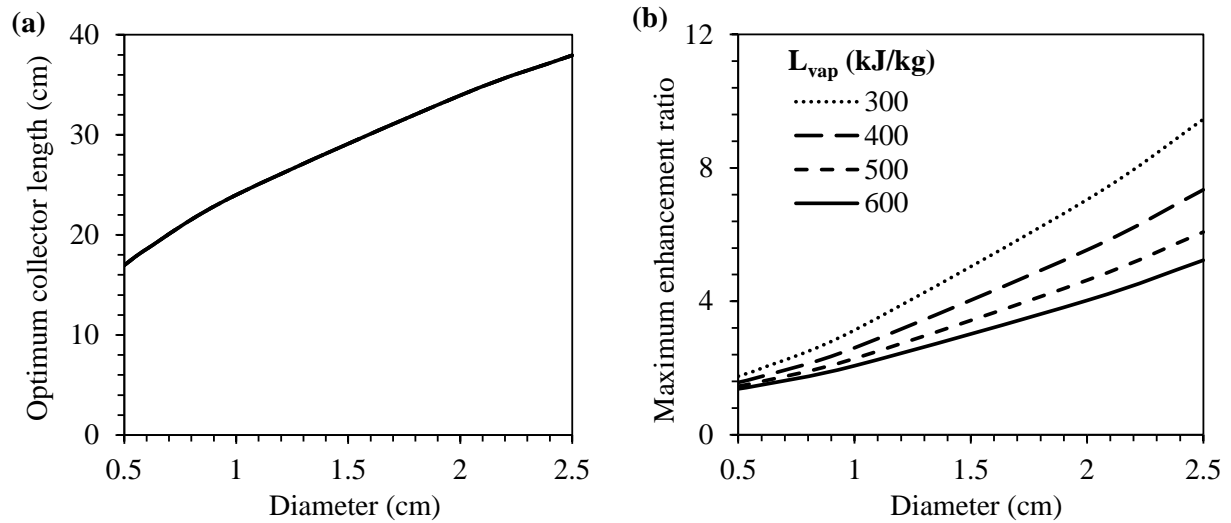 (a)
40
30
20
10
0
0.5 1 1.5 2 2.5
Optimum collector length (cm)
Diameter (cm)
(b)
12
8
4
0
0.5 1 1.5 2 2.5
Maximum enhancement ratio
Diameter (cm)
Lvap (kJ/kg)
300
400
500
600